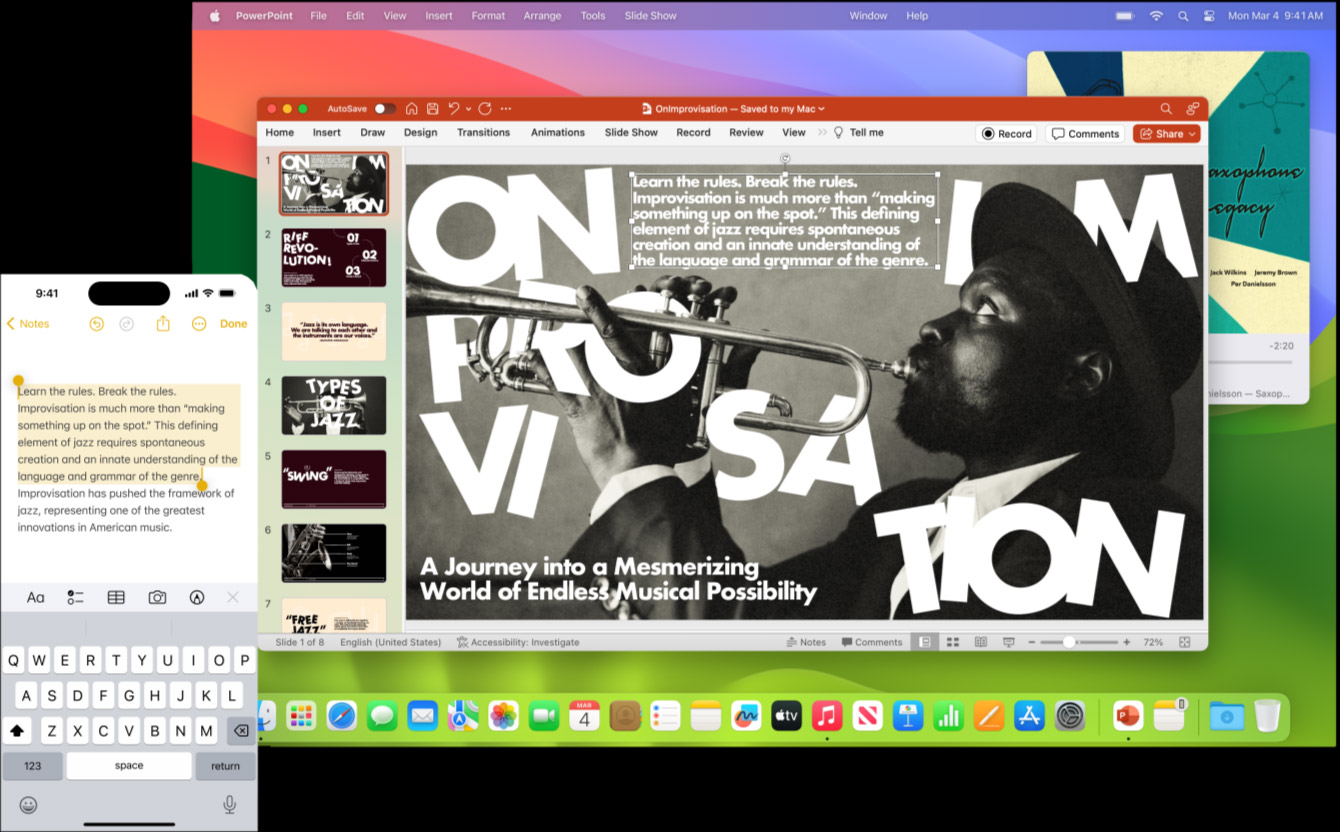 PowerPoint File Edit View Insert Format Arrange Tools Slide Show Window Help Mon Mar 4 9:41 AM
AutoSave OnImprovisation — Saved to my Mac
Home Insert Draw Design Transitions Animations Slide Show Record Review View Tell me Record Comments Share
1
ON
IM
PRO
VI SA
TION
2
RIFF
REVO-
LUTION!
01
02
03
3
"Jazz is its own language.
We are talking to each other and
the instruments are our voices."
4
TYPES
OF
JAZZ
5
"SWING"
6
7
"FREE
JAZZ"
ON
Learn the rules. Break the rules.
Improvisation is much more than “making
something up on the spot.” This defining
element of jazz requires spontaneous
creation and an innate understanding of
the language and grammar of the genre.
IM
PRO
VI SA
TION
A Journey into a Mesmerizing
World of Endless Musical Possibility
Slide 1 of 8 English (United States) Accessibility: Investigate Notes Comments 72%
axophone
egacy
Jack Wilkins Jeremy Brown
Per Danielsson
-2:20
nielsson — Saxop...
9:41
Notes Done
Learn the rules. Break the rules.
Improvisation is much more than “making
something up on the spot.” This defining
element of jazz requires spontaneous
creation and an innate understanding of the
language and grammar of the genre.
Improvisation has pushed the framework of
jazz, representing one of the greatest
innovations in American music.
Aa
Q W E R T Y U I O P
A S D F G H J K L
Z X C V B N M
123 space return
MAR
4
tv
P